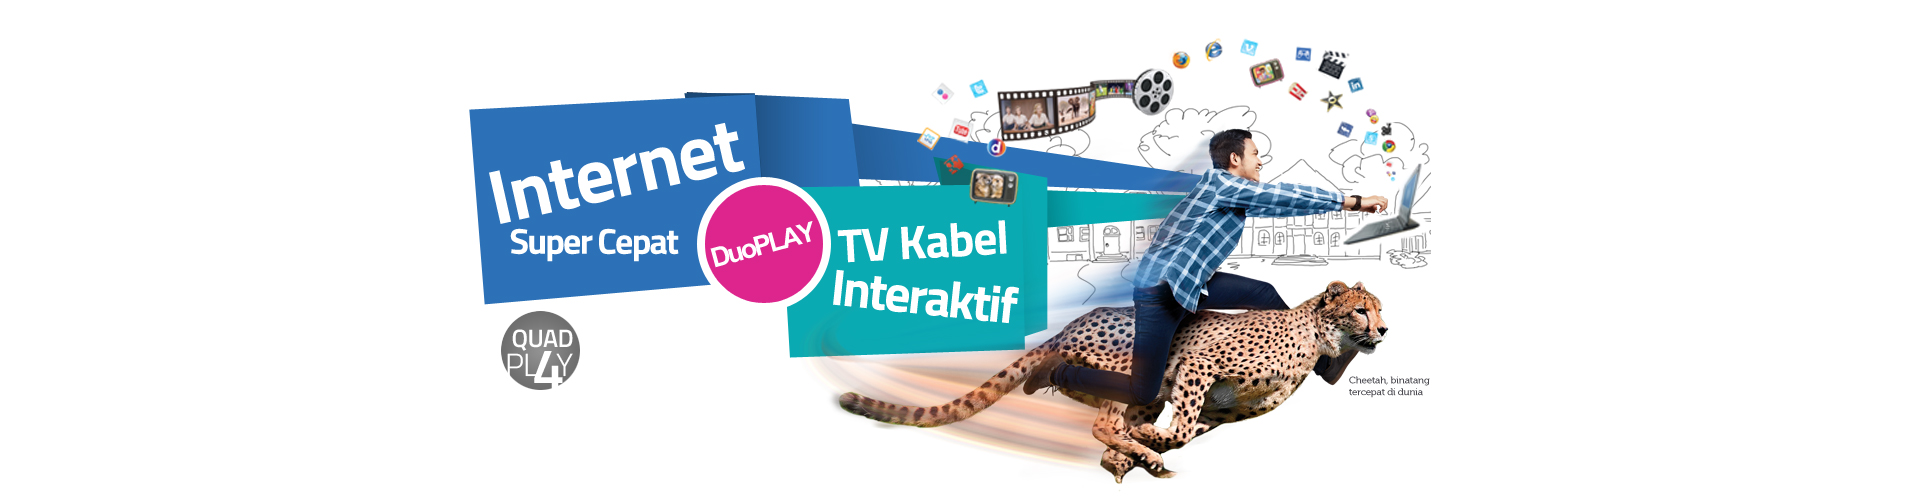 Internet
Super Cepat
DuoPLAY
TV Kabel
Interaktif
QUAD
PL4Y
Cheetah, binatang
tercepat di dunia